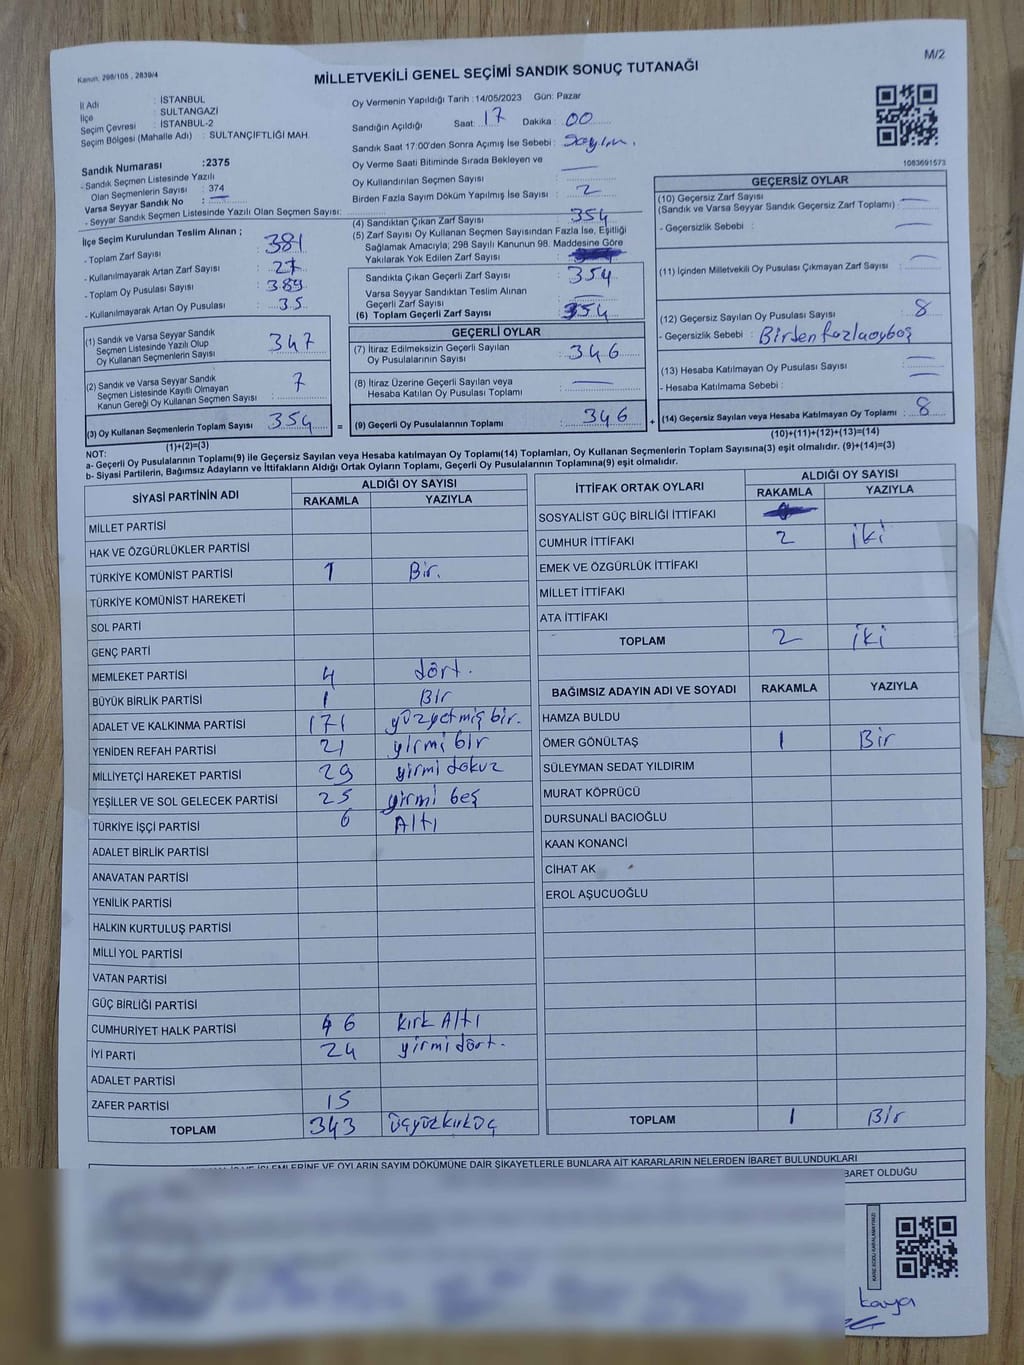 Kanun: 298/105 , 2839/4
M/2
MİLLETVEKİLİ GENEL SEÇİMİ SANDIK SONUÇ TUTANAĞI
İl Adı : İSTANBUL
İlçe : SULTANGAZİ
Seçim Çevresi : İSTANBUL-2
Seçim Bölgesi (Mahalle Adı) : SULTANÇİFTLİĞİ MAH.
Sandık Numarası :2375
- Sandık Seçmen Listesinde Yazılı
Olan Seçmenlerin Sayısı : 374
Varsa Seyyar Sandık No : —
- Seyyar Sandık Seçmen Listesinde Yazılı Olan Seçmen Sayısı:
Oy Vermenin Yapıldığı Tarih :14/05/2023 Gün: Pazar
Sandığın Açıldığı Saat: 17 Dakika : 00
Sandık Saat 17:00'den Sonra Açımış İse Sebebi : Sayım.
Oy Verme Saati Bitiminde Sırada Bekleyen ve
Oy Kullandırılan Seçmen Sayısı : —
Birden Fazla Sayım Döküm Yapılmış İse Sayısı : 2
1083691573
İlçe Seçim Kurulundan Teslim Alınan ;
- Toplam Zarf Sayısı : 381
- Kullanılmayarak Artan Zarf Sayısı : 27
- Toplam Oy Pusulası Sayısı : 389
- Kullanılmayarak Artan Oy Pusulası : 35
(1) Sandık ve Varsa Seyyar Sandık
Seçmen Listesinde Yazılı Olup
Oy Kullanan Seçmenlerin Sayısı : 347
(2) Sandık ve Varsa Seyyar Sandık
Seçmen Listesinde Kayıtlı Olmayan
Kanun Gereği Oy Kullanan Seçmen Sayısı : 7
(3) Oy Kullanan Seçmenlerin Toplam Sayısı : 354
(1)+(2)=(3)
(4) Sandıktan Çıkan Zarf Sayısı : 354
(5) Zarf Sayısı Oy Kullanan Seçmen Sayısından Fazla İse, Eşitliği
Sağlamak Amacıyla; 298 Sayılı Kanunun 98. Maddesine Göre
Yakılarak Yok Edilen Zarf Sayısı :
Sandıkta Çıkan Geçerli Zarf Sayısı : 354
Varsa Seyyar Sandıktan Teslim Alınan
Geçerli Zarf Sayısı : —
(6) Toplam Geçerli Zarf Sayısı : 354
GEÇERLİ OYLAR
(7) İtiraz Edilmeksizin Geçerli Sayılan
Oy Pusulalarının Sayısı : 346
(8) İtiraz Üzerine Geçerli Sayılan veya
Hesaba Katılan Oy Pusulası Toplamı : —
= (9) Geçerli Oy Pusulalarının Toplamı : 346 +
GEÇERSİZ OYLAR
(10) Geçersiz Zarf Sayısı : —
(Sandık ve Varsa Seyyar Sandık Geçersiz Zarf Toplamı)
- Geçersizlik Sebebi : —
(11) İçinden Milletvekili Oy Pusulası Çıkmayan Zarf Sayısı : —
(12) Geçersiz Sayılan Oy Pusulası Sayısı : 8
- Geçersizlik Sebebi : Birden fazla oy boş
(13) Hesaba Katılmayan Oy Pusulası Sayısı : —
- Hesaba Katılmama Sebebi : —
(14) Geçersiz Sayılan veya Hesaba Katılmayan Oy Toplamı : 8
(10)+(11)+(12)+(13)=(14)
NOT:
a- Geçerli Oy Pusulalarının Toplamı(9) ile Geçersiz Sayılan veya Hesaba katılmayan Oy Toplamı(14) Toplamları, Oy Kullanan Seçmenlerin Toplam Sayısına(3) eşit olmalıdır. (9)+(14)=(3)
b- Siyasi Partilerin, Bağımsız Adayların ve İttifakların Aldığı Ortak Oyların Toplamı, Geçerli Oy Pusulalarının Toplamına(9) eşit olmalıdır.
SİYASİ PARTİNİN ADI ALDIĞI OY SAYISI
RAKAMLA YAZIYLA
MİLLET PARTİSİ
HAK VE ÖZGÜRLÜKLER PARTİSİ
TÜRKİYE KOMÜNİST PARTİSİ 1 Bir.
TÜRKİYE KOMÜNİST HAREKETİ
SOL PARTİ
GENÇ PARTİ
MEMLEKET PARTİSİ 4 dört.
BÜYÜK BİRLİK PARTİSİ 1 Bir
ADALET VE KALKINMA PARTİSİ 171 yüzyetmiş bir.
YENİDEN REFAH PARTİSİ 21 yirmi bir
MİLLİYETÇİ HAREKET PARTİSİ 29 yirmi dokuz
YEŞİLLER VE SOL GELECEK PARTİSİ 25 yirmi beş
TÜRKİYE İŞÇİ PARTİSİ 6 Altı
ADALET BİRLİK PARTİSİ
ANAVATAN PARTİSİ
YENİLİK PARTİSİ
HALKIN KURTULUŞ PARTİSİ
MİLLİ YOL PARTİSİ
VATAN PARTİSİ
GÜÇ BİRLİĞİ PARTİSİ
CUMHURİYET HALK PARTİSİ 46 kırk Altı
İYİ PARTİ 24 yirmi dört.
ADALET PARTİSİ
ZAFER PARTİSİ 15
TOPLAM 343 üçyüzkırküç
İTTİFAK ORTAK OYLARI ALDIĞI OY SAYISI
RAKAMLA YAZIYLA
SOSYALİST GÜÇ BİRLİĞİ İTTİFAKI
CUMHUR İTTİFAKI 2 iki
EMEK VE ÖZGÜRLÜK İTTİFAKI
MİLLET İTTİFAKI
ATA İTTİFAKI
TOPLAM 2 iki
BAĞIMSIZ ADAYIN ADI VE SOYADI RAKAMLA YAZIYLA
HAMZA BULDU
ÖMER GÖNÜLTAŞ 1 Bir
SÜLEYMAN SEDAT YILDIRIM
MURAT KÖPRÜCÜ
DURSUNALİ BACIOĞLU
KAAN KONANCİ
CİHAT AK
EROL AŞUCUOĞLU
TOPLAM 1 Bir
İŞLEMLERİNE VE OYLARIN SAYIM DÖKÜMÜNE DAİR ŞİKAYETLERLE BUNLARA AİT KARARLARIN NELERDEN İBARET BULUNDUKLARI
BARET OLDUĞU
KARE KODU KARALAMAYINIZ!
kaya